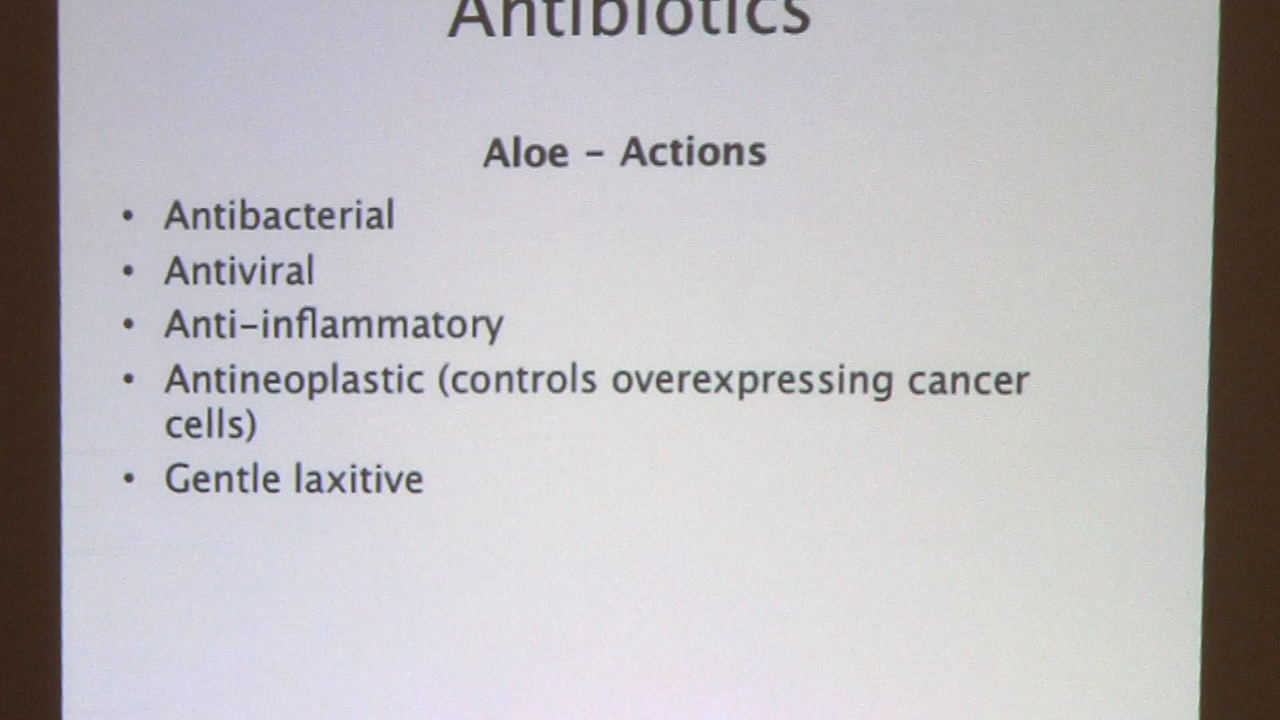 Antibiotics
Aloe – Actions
• Antibacterial
• Antiviral
• Anti-inflammatory
• Antineoplastic (controls overexpressing cancer
cells)
• Gentle laxitive